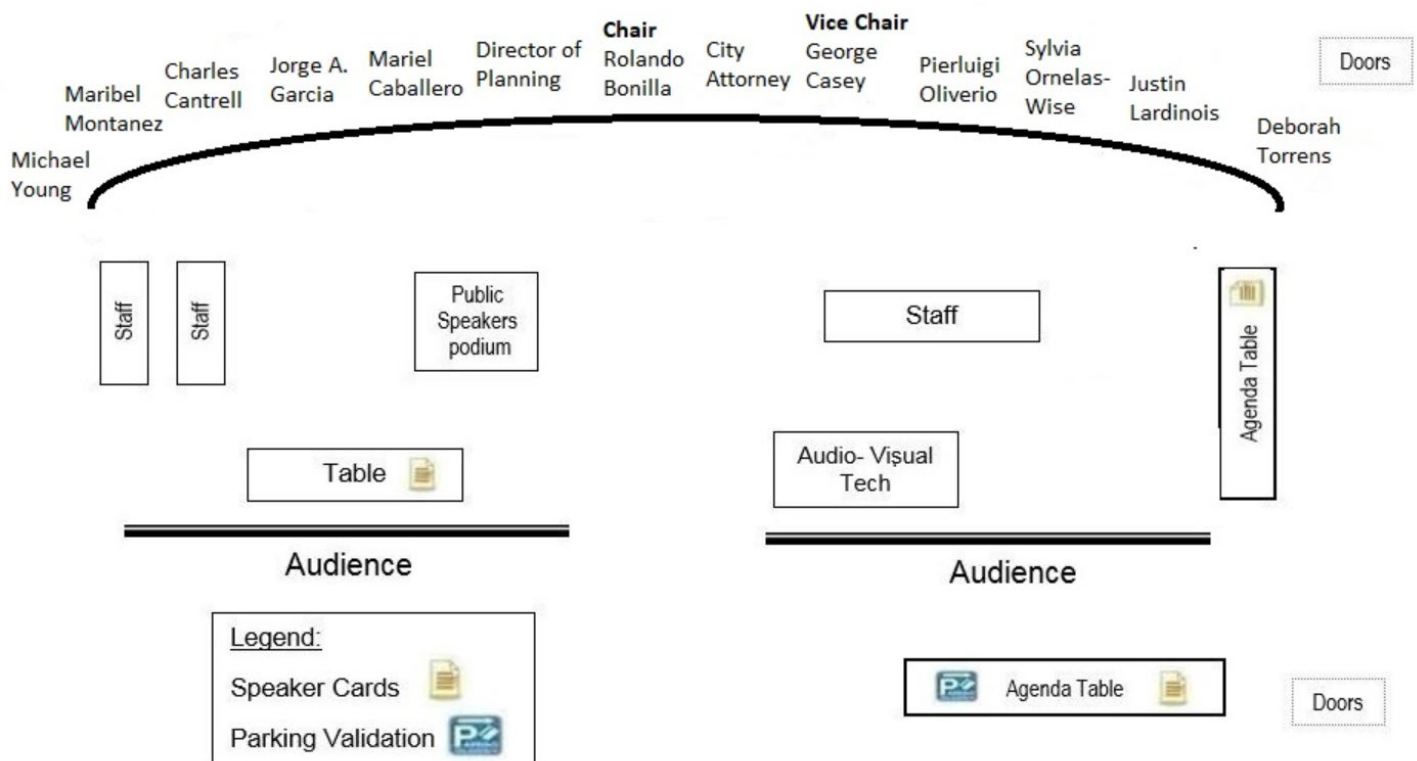 Michael
Young
Maribel
Montanez
Charles
Cantrell
Jorge A.
Garcia
Mariel
Caballero
Director of
Planning
Chair
Rolando
Bonilla
City
Attorney
Vice Chair
George
Casey
Pierluigi
Oliverio
Sylvia
Ornelas-
Wise
Justin
Lardinois
Deborah
Torrens
Doors
Staff
Staff
Public
Speakers
podium
Staff
Agenda Table
Table
Audio- Visual
Tech
Audience
Audience
Legend:
Speaker Cards
Parking Validation
P
P
Agenda Table
Doors